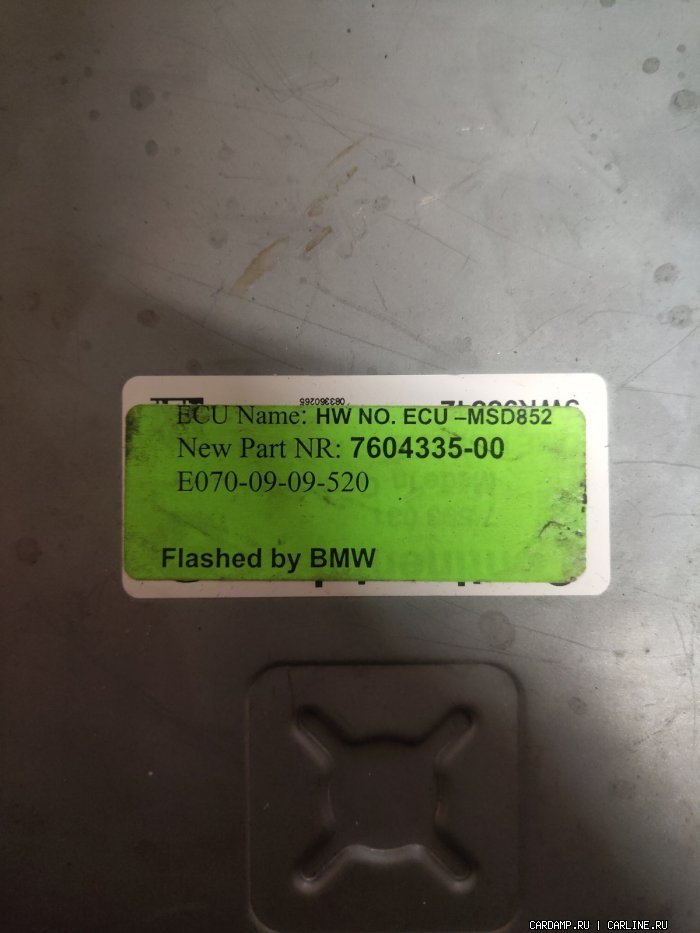 ECU Name: HW NO. ECU –MSD852
New Part NR: 7604335-00
E070-09-09-520
Flashed by BMW
083360265
CARDAMP.RU | CARLINE.RU